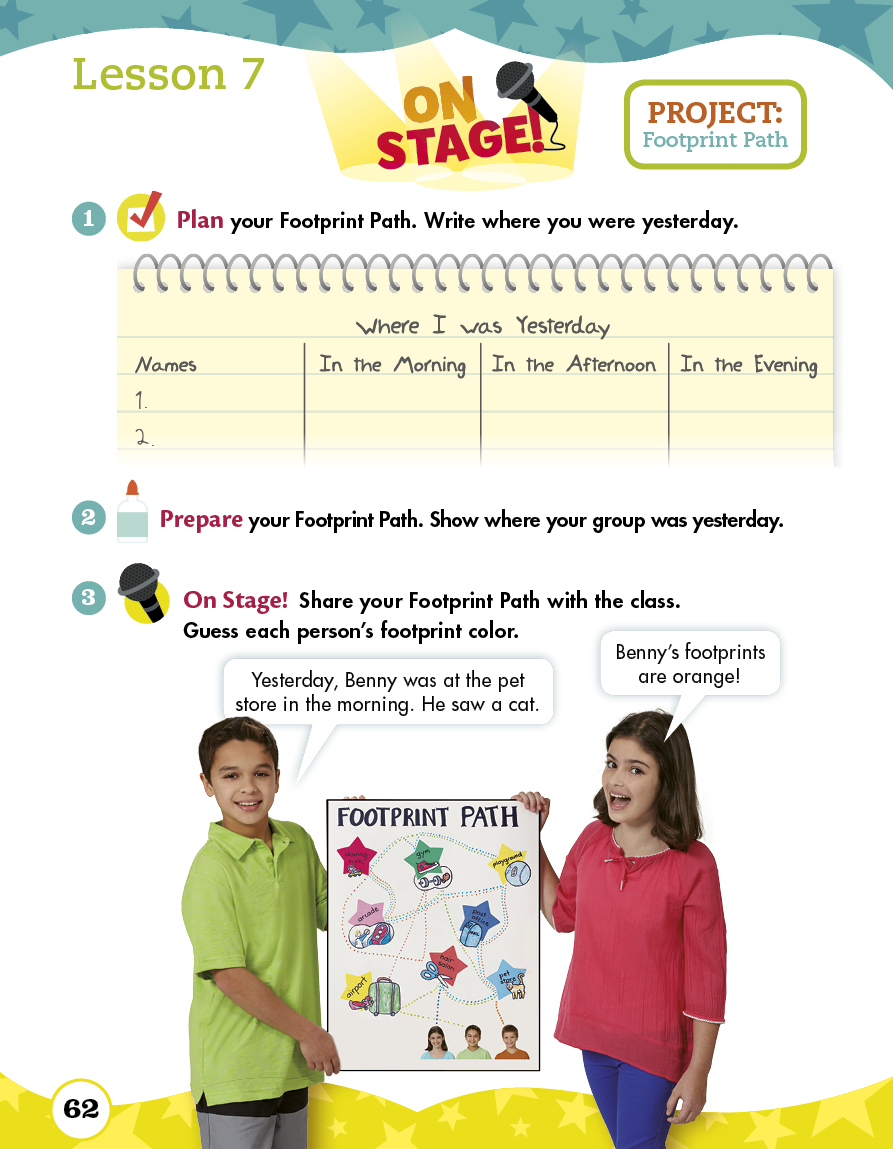 Lesson 7
ON
STAGE!
PROJECT:
Footprint Path
1
Plan your Footprint Path. Write where you were yesterday.
Where I was Yesterday
Names In the Morning In the Afternoon In the Evening
1.
2.
2
Prepare your Footprint Path. Show where your group was yesterday.
3
On Stage! Share your Footprint Path with the class.
Guess each person's footprint color.
Yesterday, Benny was at the pet
store in the morning. He saw a cat.
Benny's footprints
are orange!
FOOTPRINT PATH
gym
playground
arcade
post
office
hair
salon
pet
store
airport
62